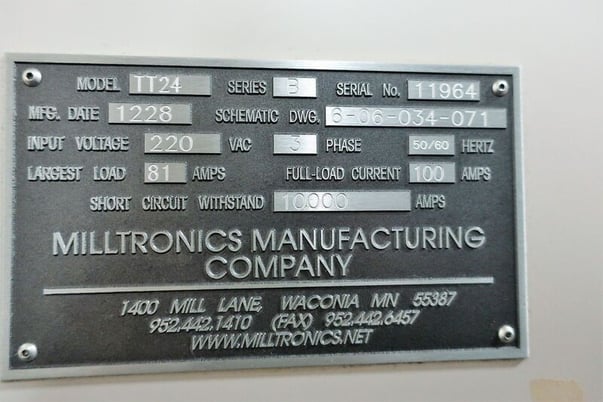 MODEL TT24 SERIES B SERIAL No. 11964
MFG. DATE 1228 SCHEMATIC DWG. 6-06-034-071
INPUT VOLTAGE 220 VAC 3 PHASE 50/60 HERTZ
LARGEST LOAD 81 AMPS FULL-LOAD CURRENT 100 AMPS
SHORT CIRCUIT WITHSTAND 10000 AMPS
MILLTRONICS MANUFACTURING
COMPANY
1400 MILL LANE, WACONIA MN 55387
952.442.1410 (FAX) 952.442.6457
WWW.MILLTRONICS.NET